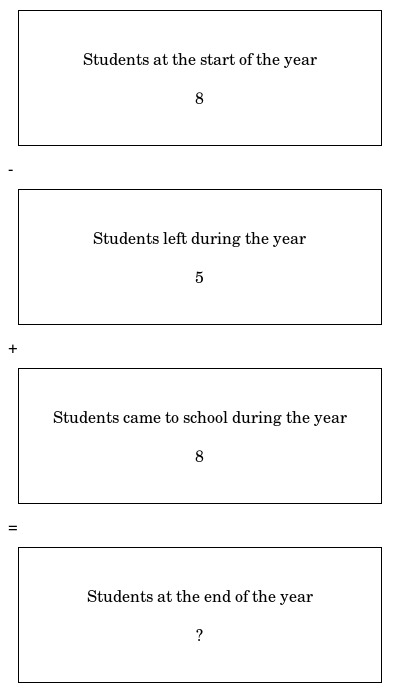 Students at the start of the year
8
-
Students left during the year
5
+
Students came to school during the year
8
=
Students at the end of the year
?